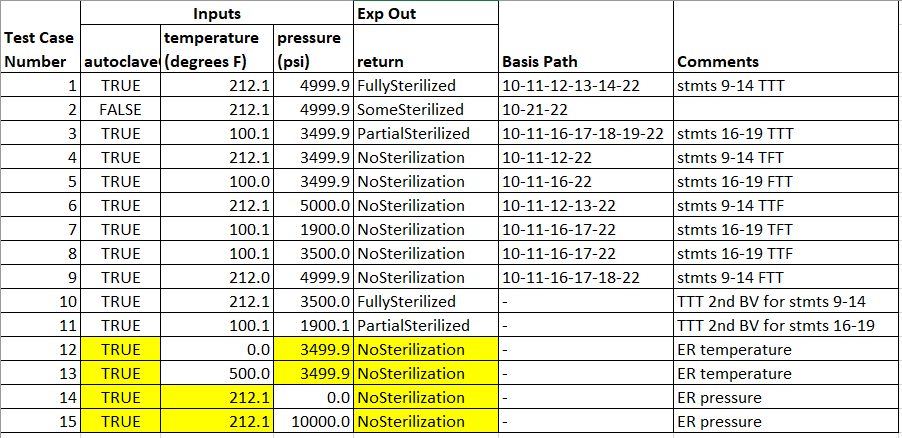 Inputs Exp Out
Test Case temperature pressure
Number autoclave (degrees F) (psi) return Basis Path Comments
1 TRUE 212.1 4999.9 FullySterilized 10-11-12-13-14-22 stmts 9-14 TTT
2 FALSE 212.1 4999.9 SomeSterilized 10-21-22
3 TRUE 100.1 3499.9 PartialSterilized 10-11-16-17-18-19-22 stmts 16-19 TTT
4 TRUE 212.1 3499.9 NoSterilization 10-11-12-22 stmts 9-14 TFT
5 TRUE 100.0 3499.9 NoSterilization 10-11-16-22 stmts 16-19 FTT
6 TRUE 212.1 5000.0 NoSterilization 10-11-12-13-22 stmts 9-14 TTF
7 TRUE 100.1 1900.0 NoSterilization 10-11-16-17-22 stmts 16-19 TFT
8 TRUE 100.1 3500.0 NoSterilization 10-11-16-17-22 stmts 16-19 TTF
9 TRUE 212.0 4999.9 NoSterilization 10-11-16-17-18-22 stmts 9-14 FTT
10 TRUE 212.1 3500.0 FullySterilized - TTT 2nd BV for stmts 9-14
11 TRUE 100.1 1900.1 PartialSterilized - TTT 2nd BV for stmts 16-19
12 TRUE 0.0 3499.9 NoSterilization - ER temperature
13 TRUE 500.0 3499.9 NoSterilization - ER temperature
14 TRUE 212.1 0.0 NoSterilization - ER pressure
15 TRUE 212.1 10000.0 NoSterilization - ER pressure